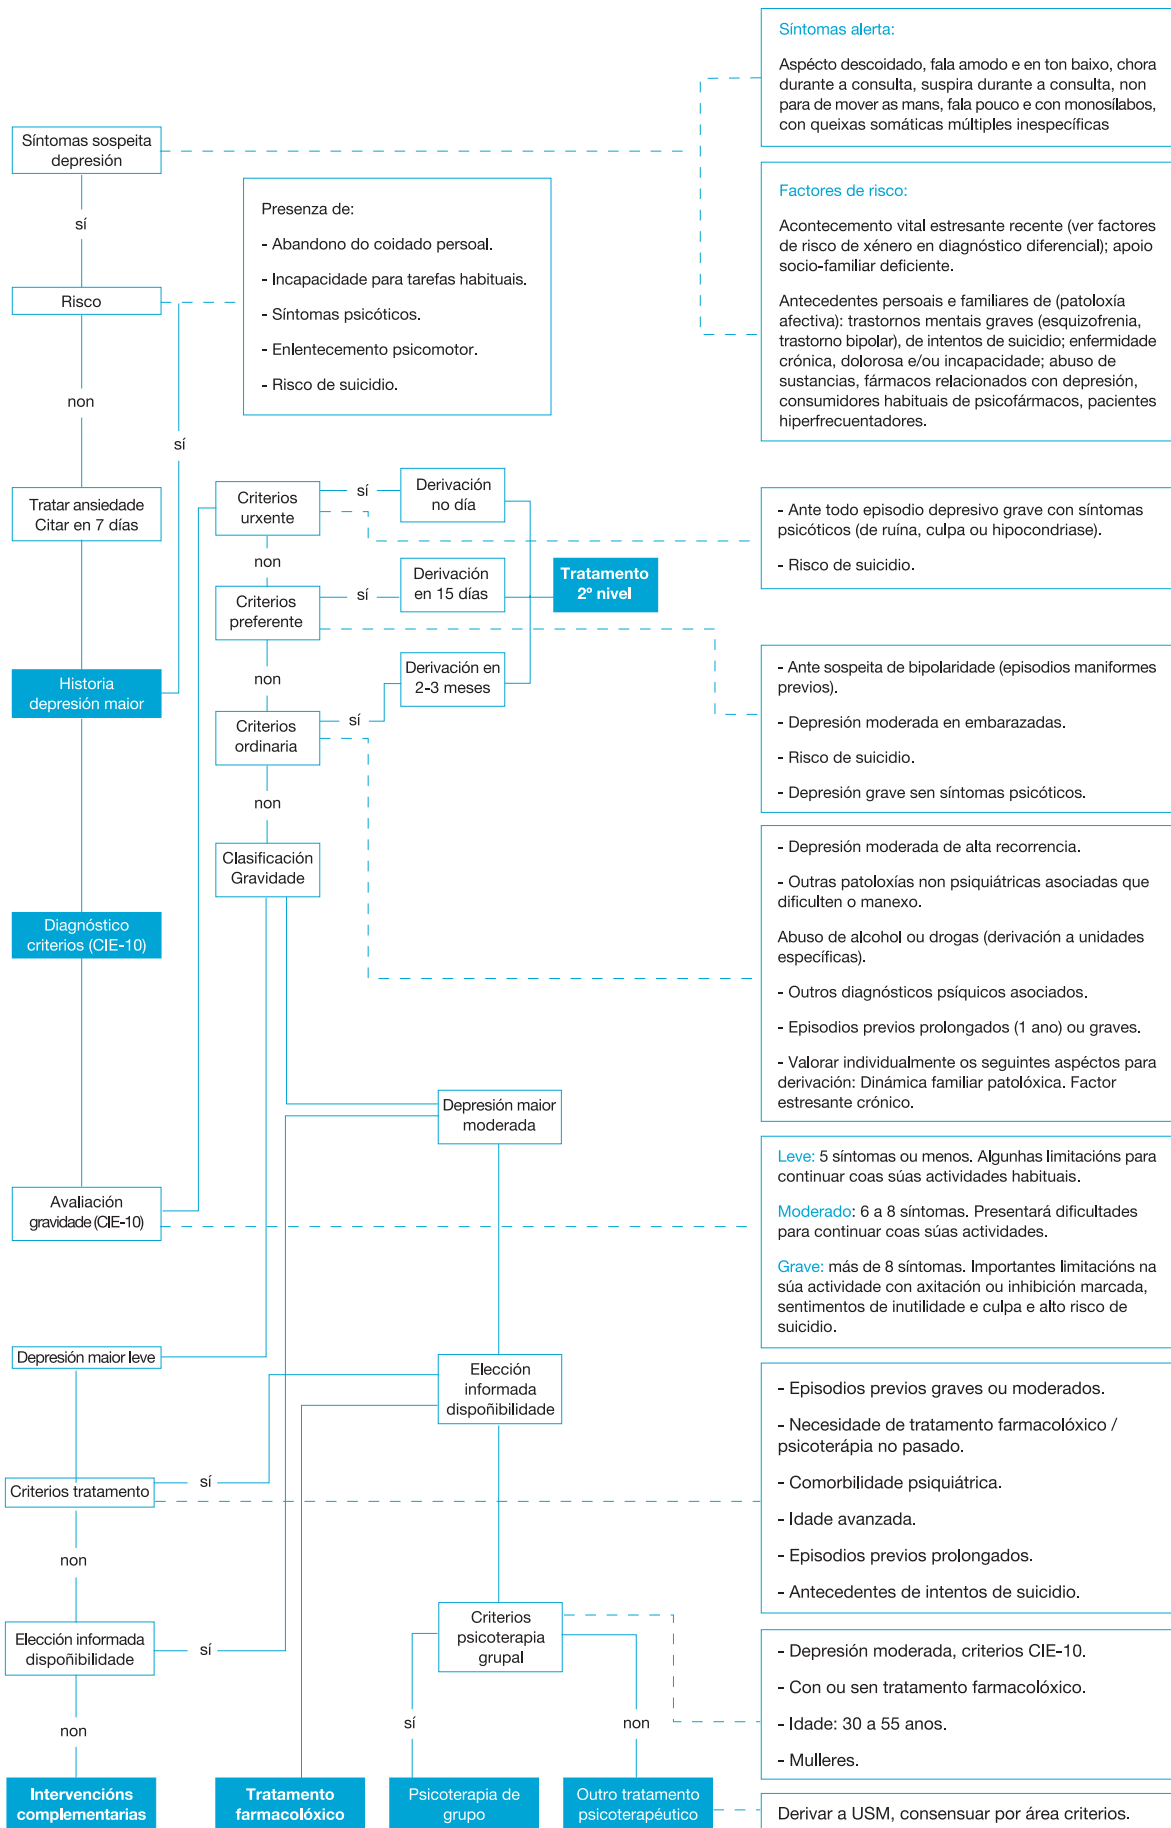 Síntomas alerta:
Aspécto descoidado, fala amodo e en ton baixo, chora
durante a consulta, suspira durante a consulta, non
para de mover as mans, fala pouco e con monosílabos,
con queixas somáticas múltiples inespecíficas
Síntomas sospeita
depresión
Factores de risco:
Acontecemento vital estresante recente (ver factores
de risco de xénero en diagnóstico diferencial); apoio
socio-familiar deficiente.
Antecedentes persoais e familiares de (patoloxía
afectiva): trastornos mentais graves (esquizofrenia,
trastorno bipolar), de intentos de suicidio; enfermidade
crónica, dolorosa e/ou incapacidade; abuso de
sustancias, fármacos relacionados con depresión,
consumidores habituais de psicofármacos, pacientes
hiperfrecuentadores.
sí
Presenza de:
- Abandono do coidado persoal.
- Incapacidade para tarefas habituais.
- Síntomas psicóticos.
- Enlentecemento psicomotor.
- Risco de suicidio.
Risco
non
sí
Tratar ansiedade
Citar en 7 días
Criterios
urxente
sí
Derivación
no día
- Ante todo episodio depresivo grave con síntomas
psicóticos (de ruína, culpa ou hipocondriase).
- Risco de suicidio.
non
Criterios
preferente
sí
Derivación
en 15 días
Tratamento
2º nivel
- Ante sospeita de bipolaridade (episodios maniformes
previos).
- Depresión moderada en embarazadas.
- Risco de suicidio.
- Depresión grave sen síntomas psicóticos.
Historia
depresión maior
non
Derivación en
2-3 meses
Criterios
ordinaria
sí
non
Clasificación
Gravidade
- Depresión moderada de alta recorrencia.
- Outras patoloxías non psiquiátricas asociadas que
dificulten o manexo.
Abuso de alcohol ou drogas (derivación a unidades
específicas).
- Outros diagnósticos psíquicos asociados.
- Episodios previos prolongados (1 ano) ou graves.
- Valorar individualmente os seguintes aspéctos para
derivación: Dinámica familiar patolóxica. Factor
estresante crónico.
Diagnóstico
criterios (CIE-10)
Depresión maior
moderada
Avaliación
gravidade (CIE-10)
Leve: 5 síntomas ou menos. Algunhas limitacións para
continuar coas súas actividades habituais.
Moderado: 6 a 8 síntomas. Presentará dificultades
para continuar coas súas actividades.
Grave: más de 8 síntomas. Importantes limitacións na
súa actividade con axitación ou inhibición marcada,
sentimentos de inutilidade e culpa e alto risco de
suicidio.
Depresión maior leve
Elección
informada
dispoñibilidade
- Episodios previos graves ou moderados.
- Necesidade de tratamento farmacolóxico /
psicoterápia no pasado.
- Comorbilidade psiquiátrica.
- Idade avanzada.
- Episodios previos prolongados.
- Antecedentes de intentos de suicidio.
Criterios tratamento
sí
non
Elección informada
dispoñibilidade
sí
Criterios
psicoterapia
grupal
- Depresión moderada, criterios CIE-10.
- Con ou sen tratamento farmacolóxico.
- Idade: 30 a 55 anos.
- Mulleres.
non
sí
non
Intervencións
complementarias
Tratamento
farmacolóxico
Psicoterapia de
grupo
Outro tratamento
psicoterapéutico
Derivar a USM, consensuar por área criterios.